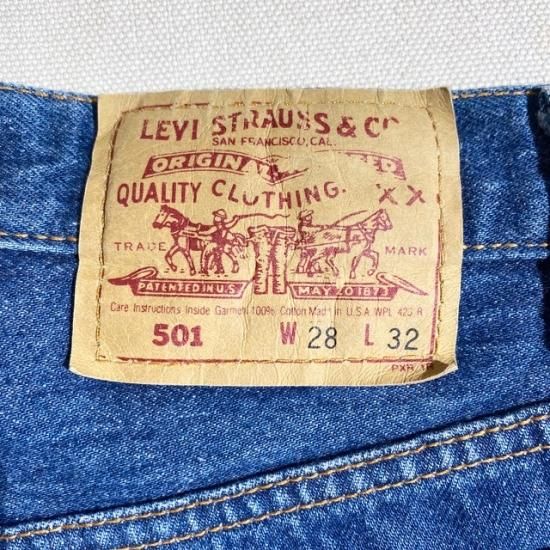 LEVI STRAUSS & CO
SAN FRANCISCO, CAL.
ORIGINAL
QUALITY CLOTHING. XX
TRADE MARK
PATENTED IN U.S. MAY 20 1873
Care Instructions Inside Garment 100% Cotton Made in U.S.A. WPL 423 R
501 W 28 L 32